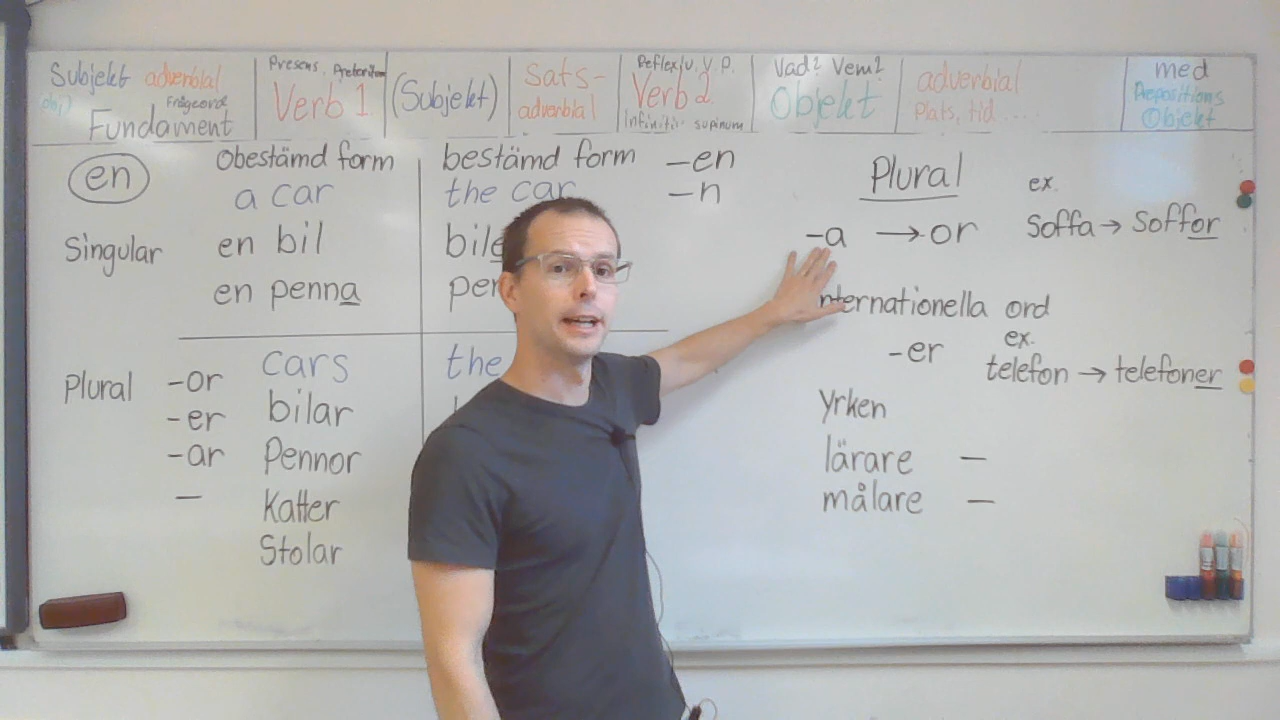 Subjekt adverbial
obj)
Frågeord
Fundament
Presens, Preteritum
Verb 1
(Subjekt)
Sats-
adverbial
Reflexiv. V. P.
Verb 2
Infinitiv supinum
Vad? Vem?
Objekt
adverbial
Plats, tid ....
med
Prepositions
Objekt
en
obestämd form
bestämd form -en
a car
the car -n
Singular
en bil
bile
en penna
pen
Plural
cars
the
-or
bilar
-er
-ar
Pennor
-
Katter
Stolar
Plural
ex.
-a → or
Soffa → Soffor
nternationella ord
-er
ex.
telefon → telefoner
Yrken
lärare -
målare -